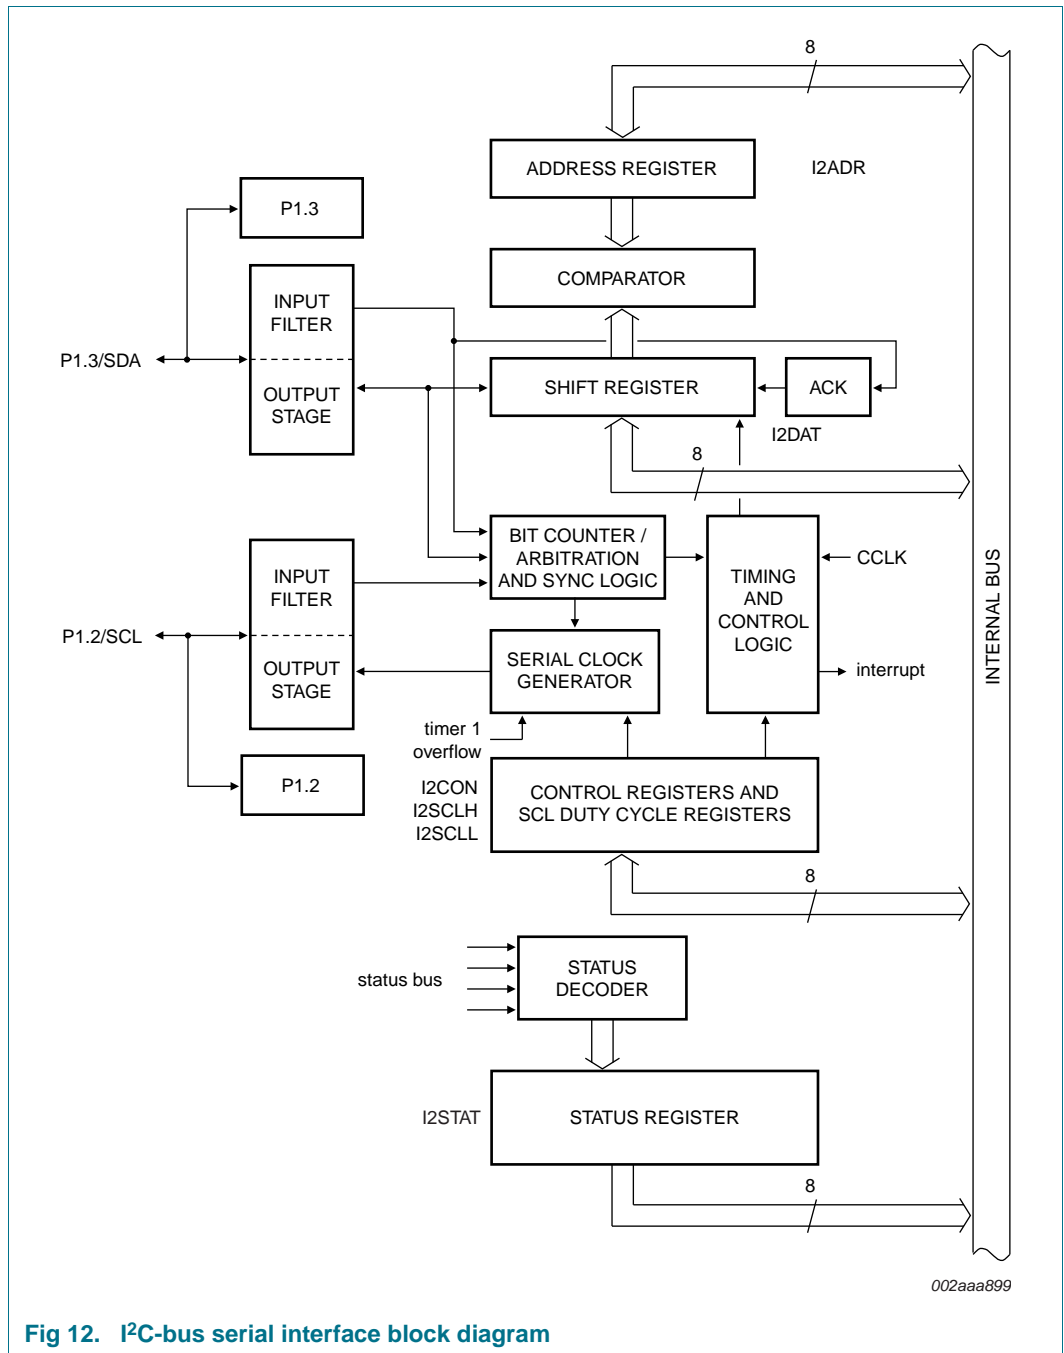 8
ADDRESS REGISTER
I2ADR
P1.3
COMPARATOR
INPUT
FILTER
P1.3/SDA
OUTPUT
STAGE
SHIFT REGISTER
ACK
I2DAT
8
BIT COUNTER /
ARBITRATION
AND SYNC LOGIC
INPUT
FILTER
TIMING
AND
CONTROL
LOGIC
CCLK
INTERNAL BUS
P1.2/SCL
OUTPUT
STAGE
SERIAL CLOCK
GENERATOR
interrupt
timer 1
overflow
P1.2
I2CON
I2SCLH
I2SCLL
CONTROL REGISTERS AND
SCL DUTY CYCLE REGISTERS
8
status bus
STATUS
DECODER
I2STAT
STATUS REGISTER
8
002aaa899
Fig 12. I²C-bus serial interface block diagram